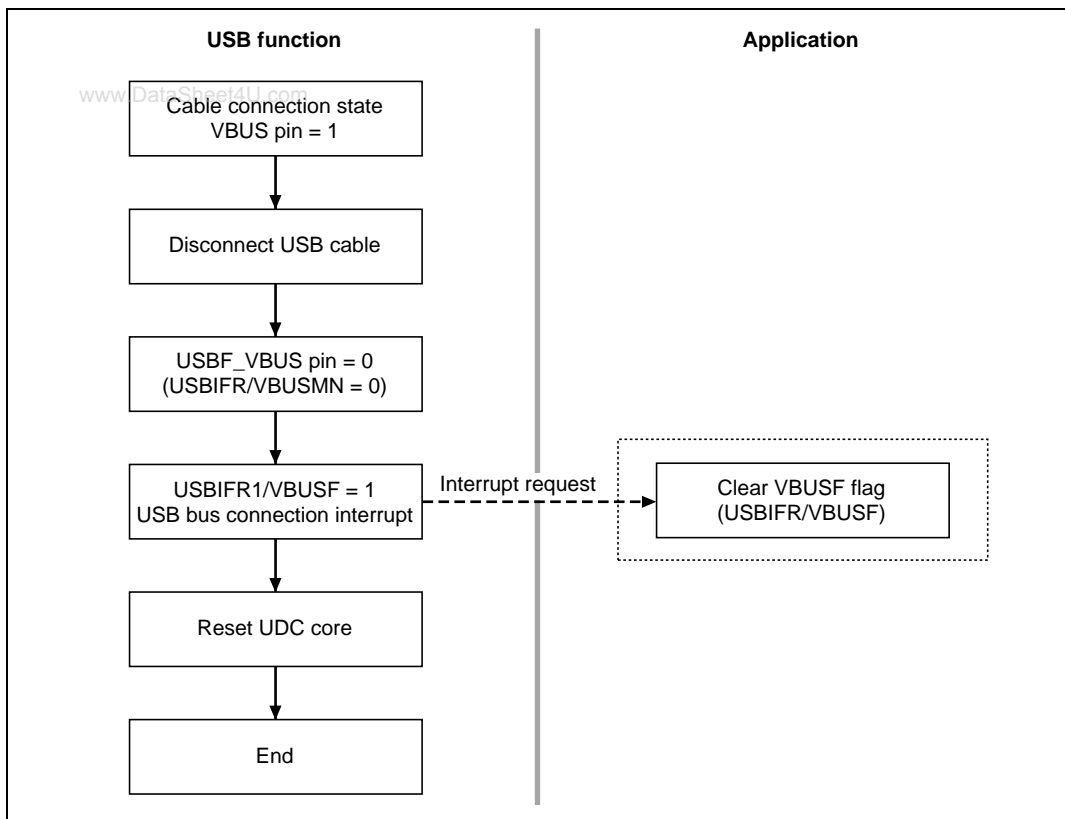 USB function
Application
www.DataSheet4U.com
Cable connection state
VBUS pin = 1
Disconnect USB cable
USBF_VBUS pin = 0
(USBIFR/VBUSMN = 0)
USBIFR1/VBUSF = 1
USB bus connection interrupt
Interrupt request
Clear VBUSF flag
(USBIFR/VBUSF)
Reset UDC core
End